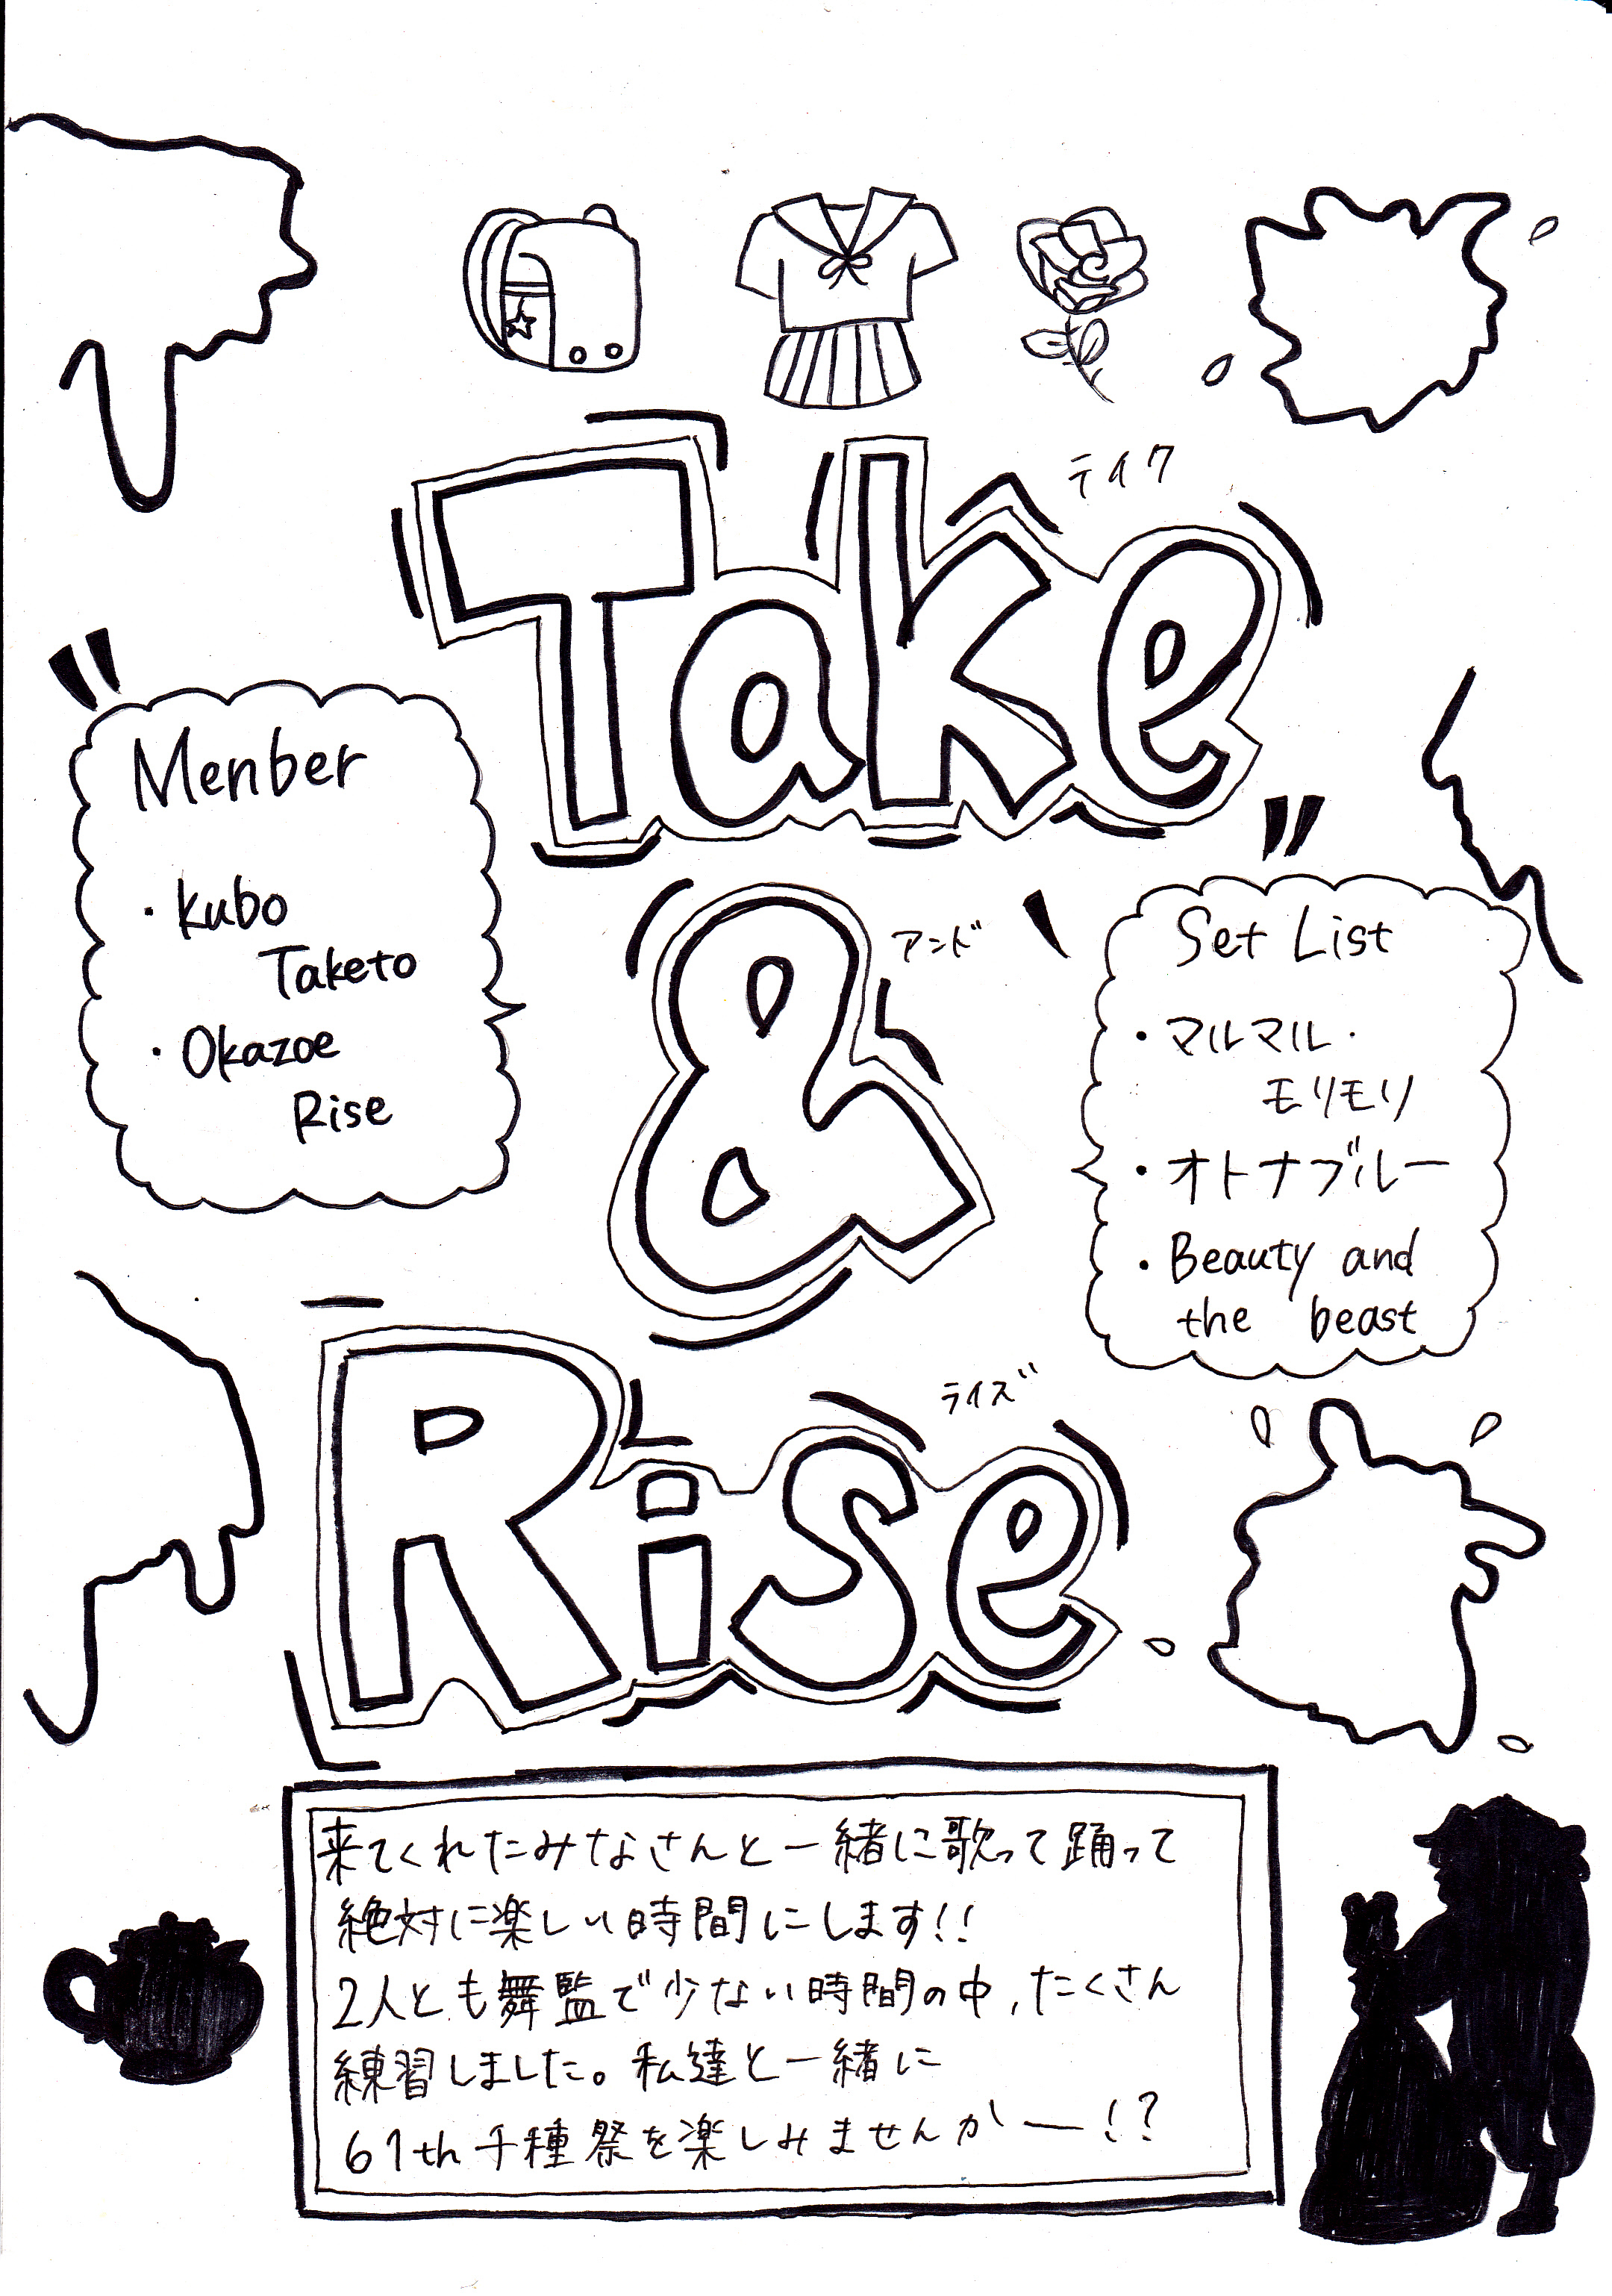 テイク
Take
Menber
・Kubo
Taketo
・Okazoe
Rise
アンド
&
Set List
・マルマル・
モリモリ
・オトナブルー
・Beauty and
the beast
ライズ
Rise
来てくれたみなさんと一緒に歌って踊って
絶対に楽しい時間にします!!
2人とも舞監で少ない時間の中,たくさん
練習しました。私達と一緒に
61th千種祭を楽しみませんかー!?